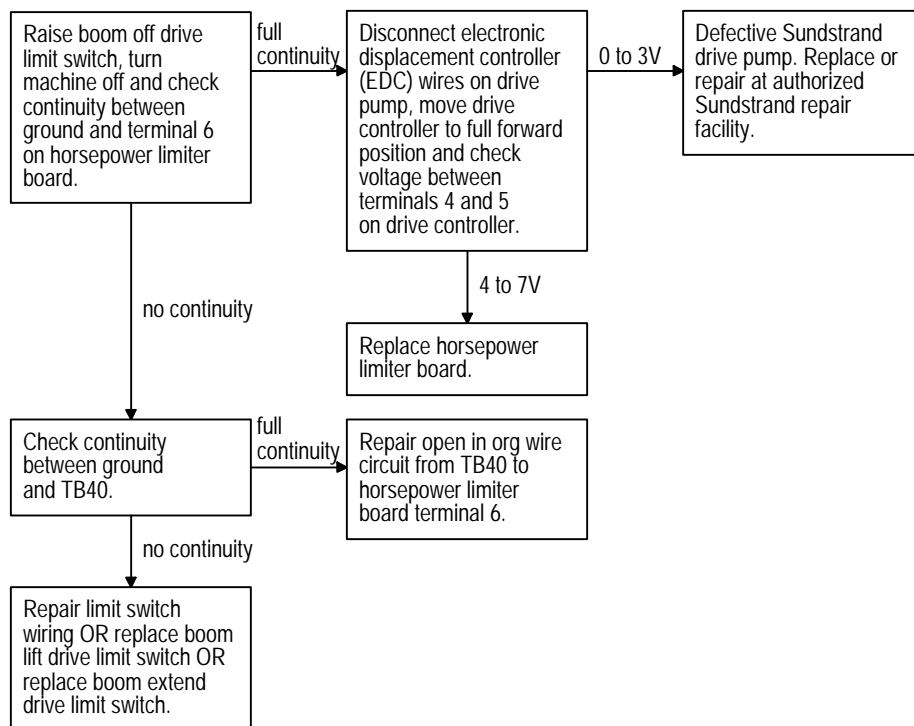 Raise boom off drive
limit switch, turn
machine off and check
continuity between
ground and terminal 6
on horsepower limiter
board.
full
continuity
Disconnect electronic
displacement controller
(EDC) wires on drive
pump, move drive
controller to full forward
position and check
voltage between
terminals 4 and 5
on drive controller.
0 to 3V
Defective Sundstrand
drive pump. Replace or
repair at authorized
Sundstrand repair
facility.
4 to 7V
Replace horsepower
limiter board.
no continuity
Check continuity
between ground
and TB40.
full
continuity
Repair open in org wire
circuit from TB40 to
horsepower limiter
board terminal 6.
no continuity
Repair limit switch
wiring OR replace boom
lift drive limit switch OR
replace boom extend
drive limit switch.